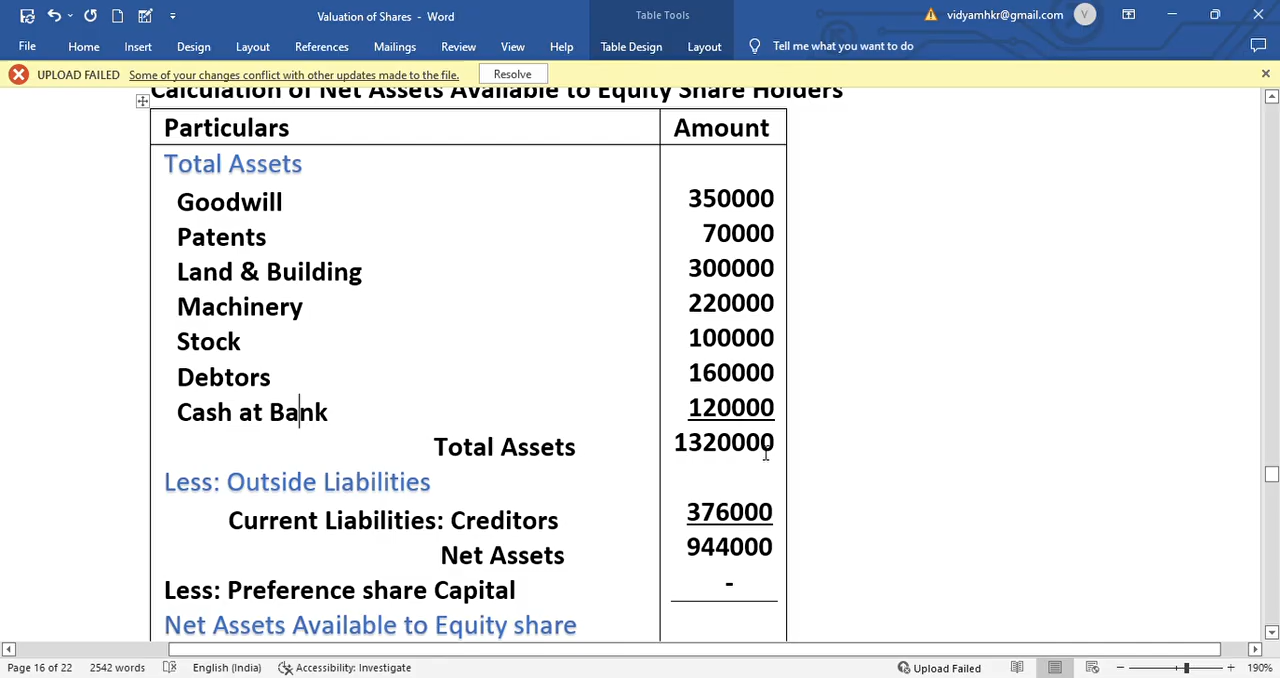 Valuation of Shares - Word
Table Tools
vidyamhkr@gmail.com
V
File Home Insert Design Layout References Mailings Review View Help Table Design Layout Tell me what you want to do
UPLOAD FAILED Some of your changes conflict with other updates made to the file. Resolve
Calculation of Net Assets Available to Equity Share Holders
Particulars Amount
Total Assets
Goodwill 350000
Patents 70000
Land & Building 300000
Machinery 220000
Stock 100000
Debtors 160000
Cash at Bank 120000
Total Assets 1320000
Less: Outside Liabilities
Current Liabilities: Creditors 376000
Net Assets 944000
Less: Preference share Capital -
Net Assets Available to Equity share
Page 16 of 22 2542 words English (India) Accessibility: Investigate Upload Failed 190%